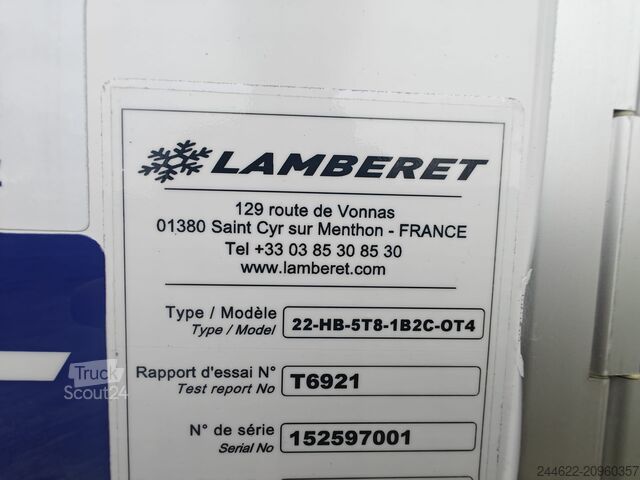 LAMBERET
129 route de Vonnas
01380 Saint Cyr sur Menthon - FRANCE
Tel +33 03 85 30 85 30
www.lamberet.com
Type / Modèle
Type / Model
22-HB-5T8-1B2C-OT4
Rapport d'essai N°
Test report No
T6921
N° de série
Serial No
152597001
Truck
Scout24
244622-20960357